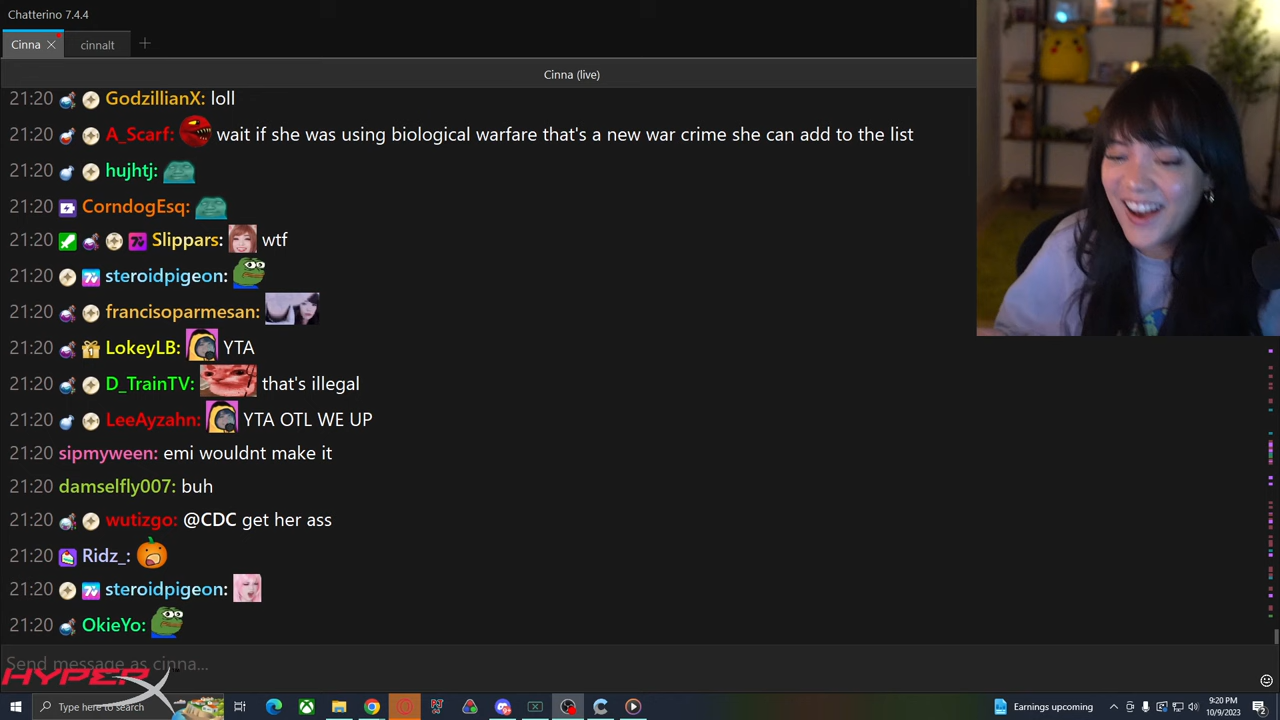 Chatterino 7.4.4
Cinna
cinnalt
Cinna (live)
21:20 GodzillianX: loll
21:20 A_Scarf: wait if she was using biological warfare that's a new war crime she can add to the list
21:20 hujhtj:
21:20 CorndogEsq:
21:20 Slippars: wtf
21:20 steroidpigeon:
21:20 francisoparmesan:
21:20 LokeyLB: YTA
21:20 D_TrainTV: that's illegal
21:20 LeeAyzahn: YTA OTL WE UP
21:20 sipmyween: emi wouldnt make it
21:20 damselfly007: buh
21:20 wutizgo: @CDC get her ass
21:20 Ridz_:
21:20 steroidpigeon:
21:20 OkieYo:
Send message as cinna...
HYPERX
Type here to search
Earnings upcoming
9:20 PM
10/9/2023
2